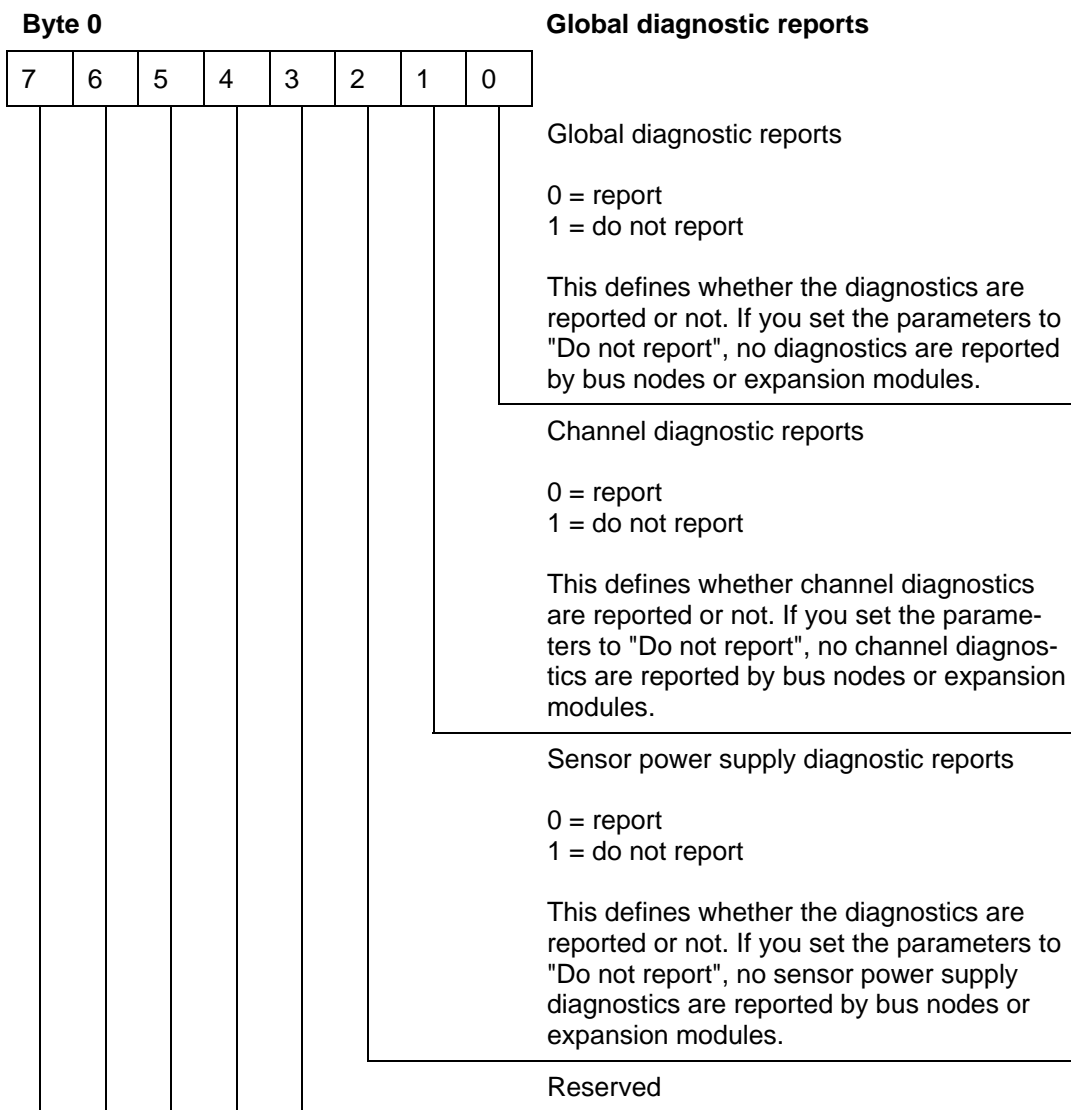 Byte 0
Global diagnostic reports
7 6 5 4 3 2 1 0
Global diagnostic reports
0 = report
1 = do not report
This defines whether the diagnostics are
reported or not. If you set the parameters to
"Do not report", no diagnostics are reported
by bus nodes or expansion modules.
Channel diagnostic reports
0 = report
1 = do not report
This defines whether channel diagnostics
are reported or not. If you set the parame-
ters to "Do not report", no channel diagnos-
tics are reported by bus nodes or expansion
modules.
Sensor power supply diagnostic reports
0 = report
1 = do not report
This defines whether the diagnostics are
reported or not. If you set the parameters to
"Do not report", no sensor power supply
diagnostics are reported by bus nodes or
expansion modules.
Reserved